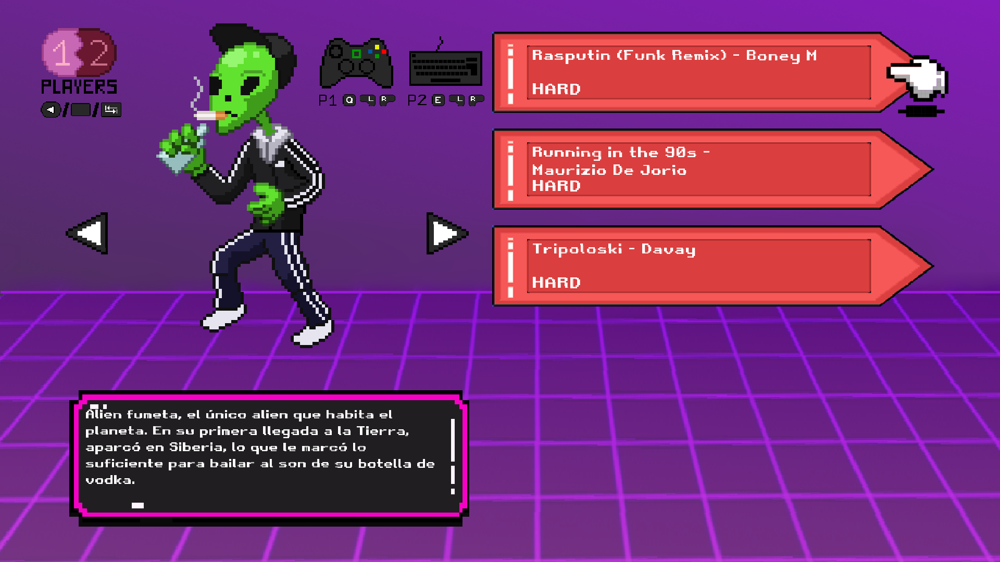 1 2
PLAYERS
P1 Q L R P2 E L R
Rasputin (Funk Remix) - Boney M
HARD
Running in the 90s -
Maurizio De Jorio
HARD
Tripoloski - Davay
HARD
Alien fumeta, el único alien que habita el
planeta. En su primera llegada a la Tierra,
aparcó en Siberia, lo que le marcó lo
suficiente para bailar al son de su botella de
vodka.